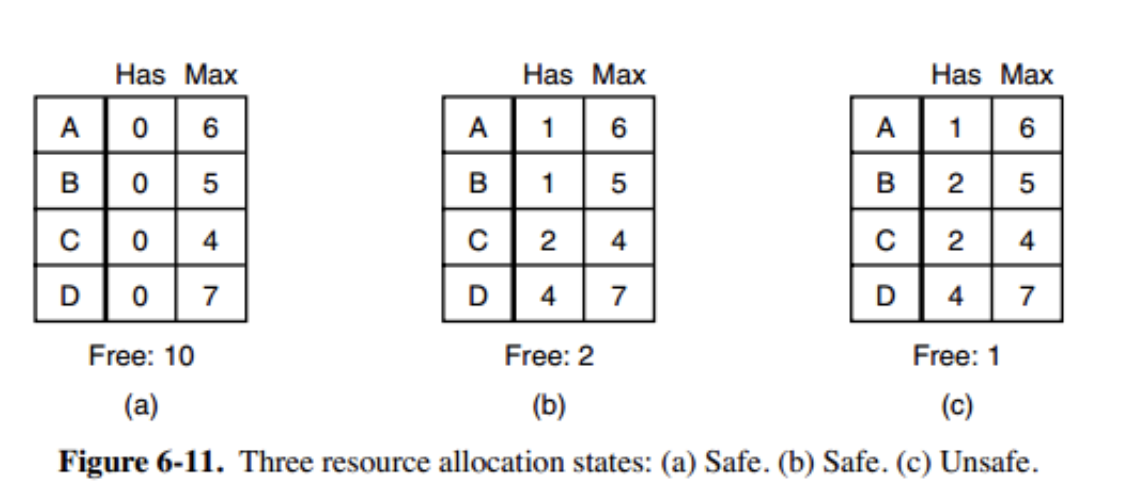 Has Max Has Max Has Max
A 0 6 A 1 6 A 1 6
B 0 5 B 1 5 B 2 5
C 0 4 C 2 4 C 2 4
D 0 7 D 4 7 D 4 7
Free: 10 Free: 2 Free: 1
(a) (b) (c)
Figure 6-11. Three resource allocation states: (a) Safe. (b) Safe. (c) Unsafe.